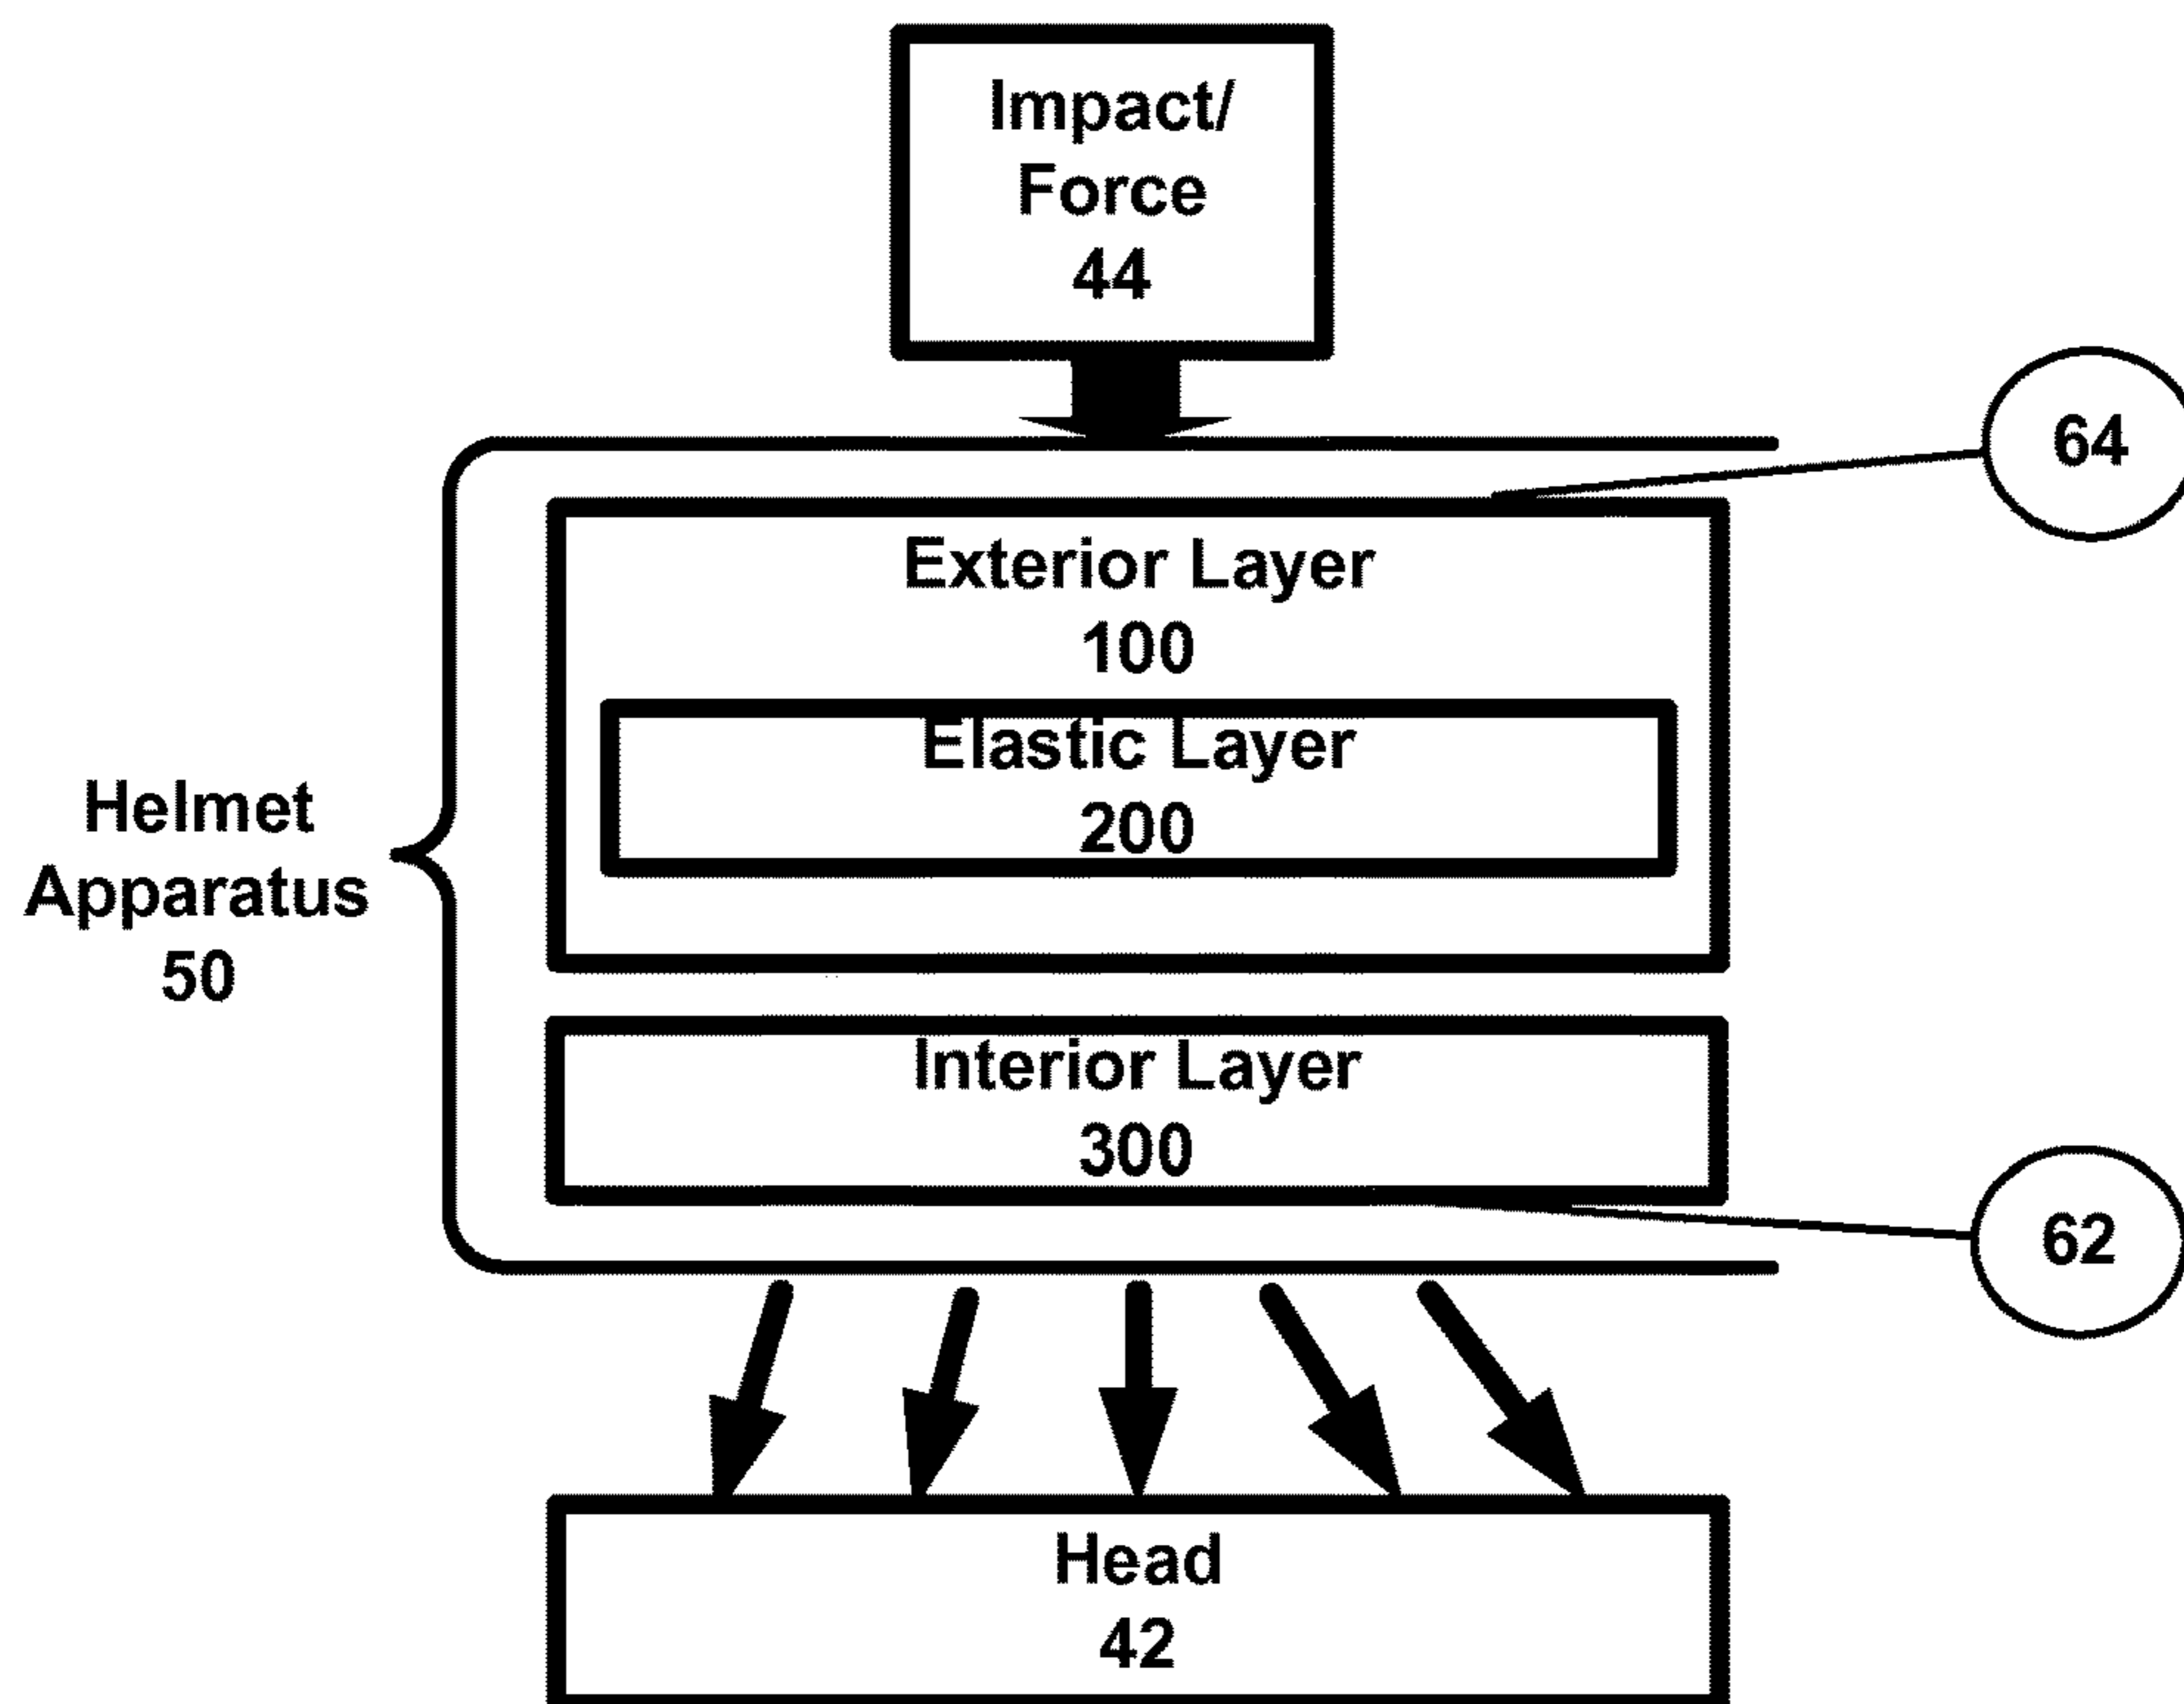 Impact/
Force
44
64
Exterior Layer
100
Elastic Layer
200
Helmet
Apparatus
50
Interior Layer
300
62
Head
42